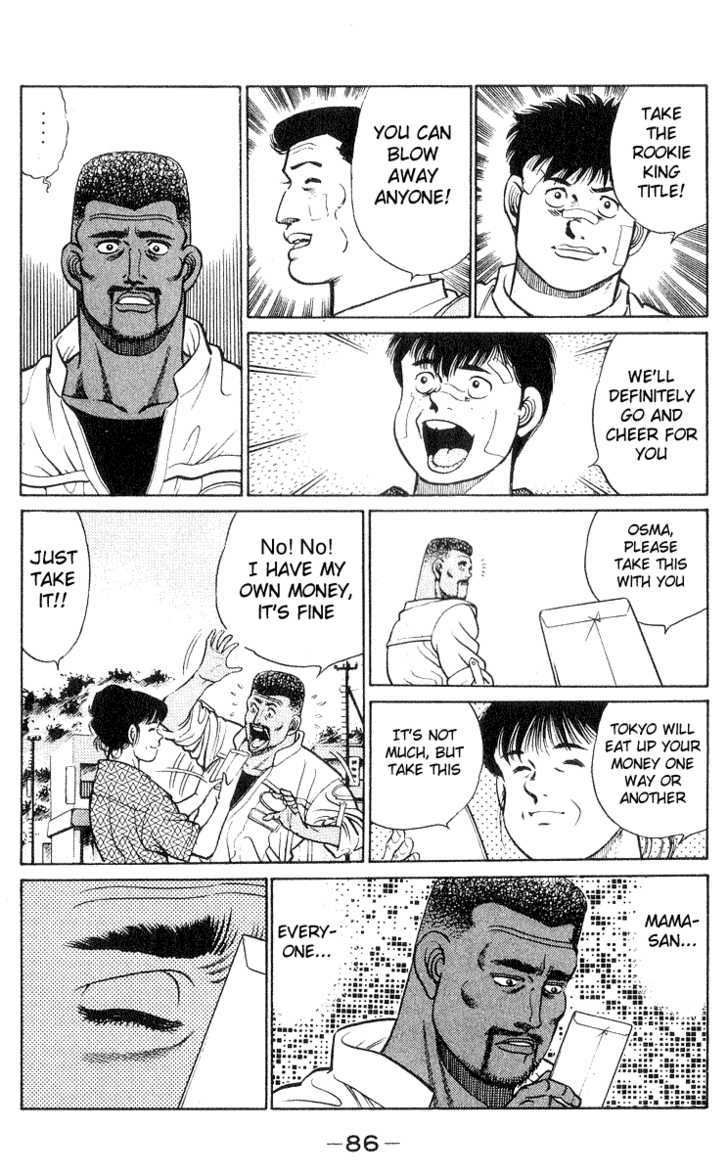 TAKE
THE
ROOKIE
KING
TITLE!
YOU CAN
BLOW
AWAY
ANYONE!
....
WE'LL
DEFINITELY
GO AND
CHEER FOR
YOU
OSMA,
PLEASE
TAKE THIS
WITH YOU
No! No!
I HAVE MY
OWN MONEY,
IT'S FINE
JUST
TAKE
IT!!
TOKYO WILL
EAT UP YOUR
MONEY ONE
WAY OR
ANOTHER
IT'S NOT
MUCH, BUT
TAKE THIS
MAMA-
SAN...
EVERY-
ONE...
-86-